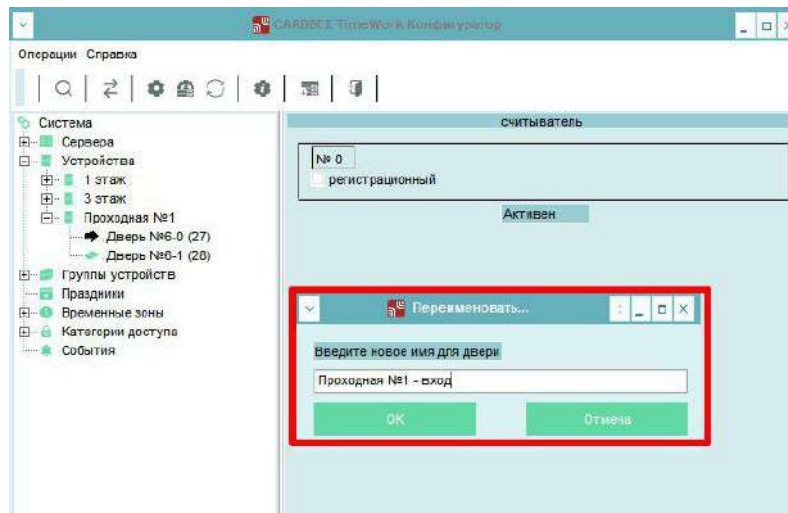 CARDDEX TimeWork.Конфигуратор
Операции Справка
Система
Сервера
Устройства
1 этаж
3 этаж
Проходная №1
Дверь №6-0 (27)
Дверь №6-1 (28)
Группы устройств
Праздники
Временные зоны
Категории доступа
События
считыватель
№ 0
регистрационный
Активен
Переименовать...
Введите новое имя для двери
Проходная №1 - вход
ОК
Отмена